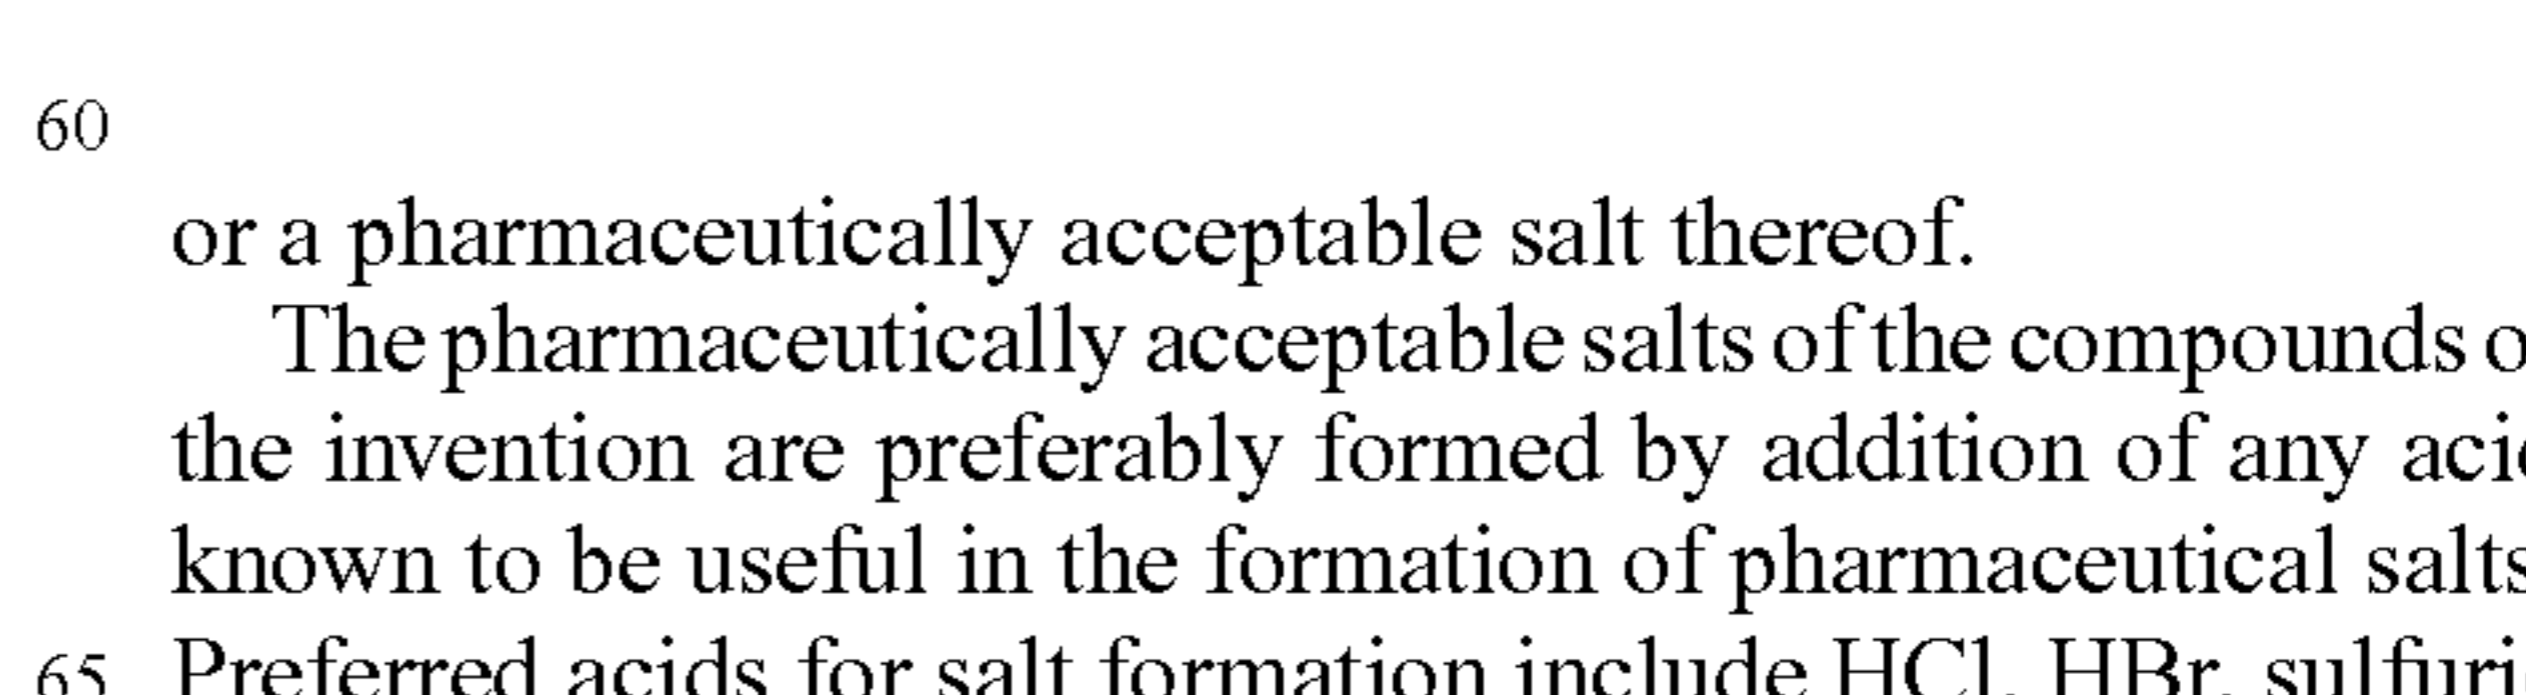 60
or a pharmaceutically acceptable salt thereof.
The pharmaceutically acceptable salts of the compounds
the invention are preferably formed by addition of any
known to be useful in the formation of pharmaceutical salts
65 Preferred acids for salt formation include HCl, HBr,